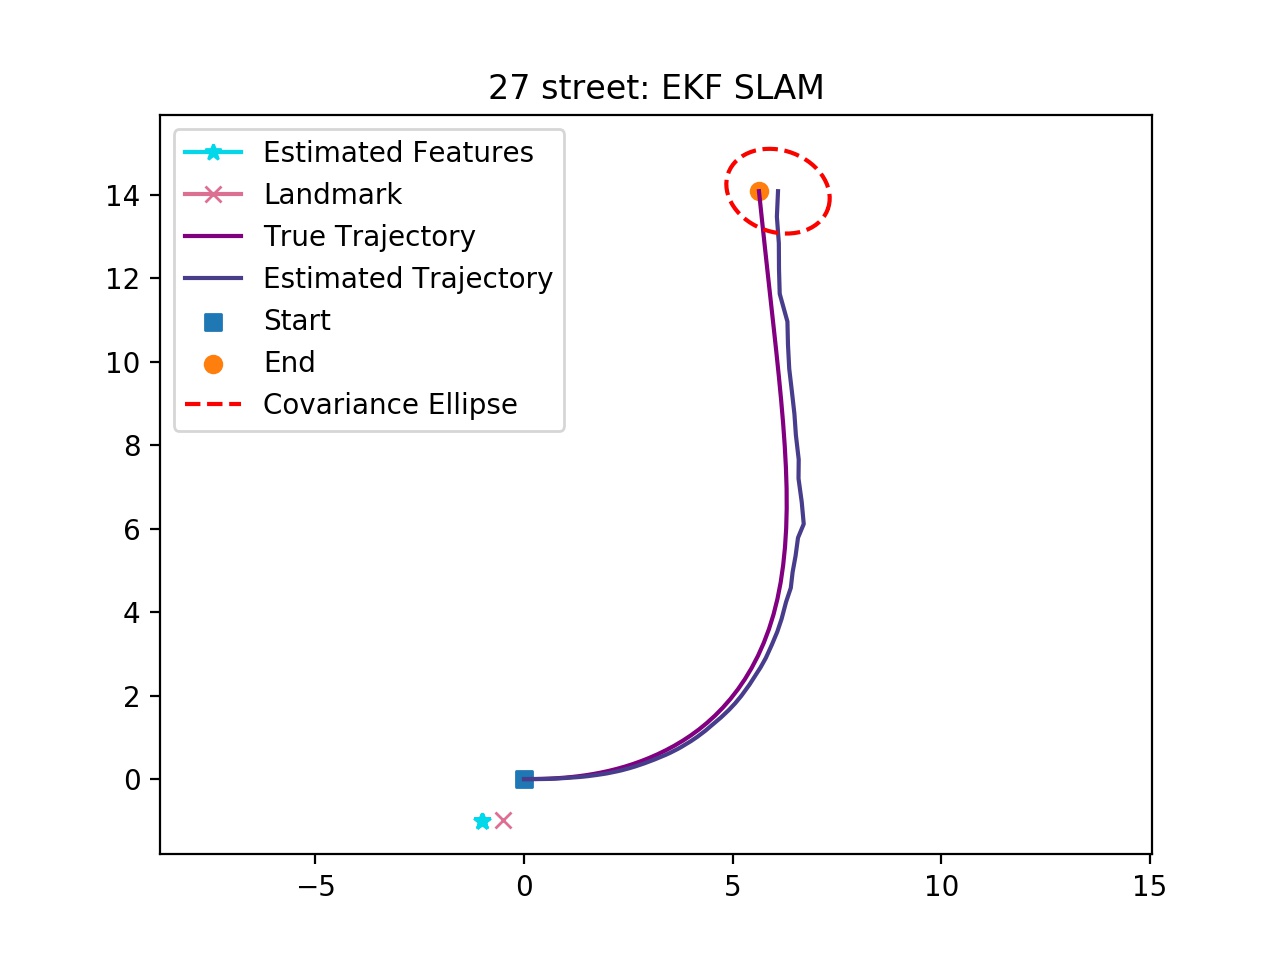 27 street: EKF SLAM
Estimated Features
Landmark
True Trajectory
Estimated Trajectory
Start
End
Covariance Ellipse
14
12
10
8
6
4
2
0
−5 0 5 10 15